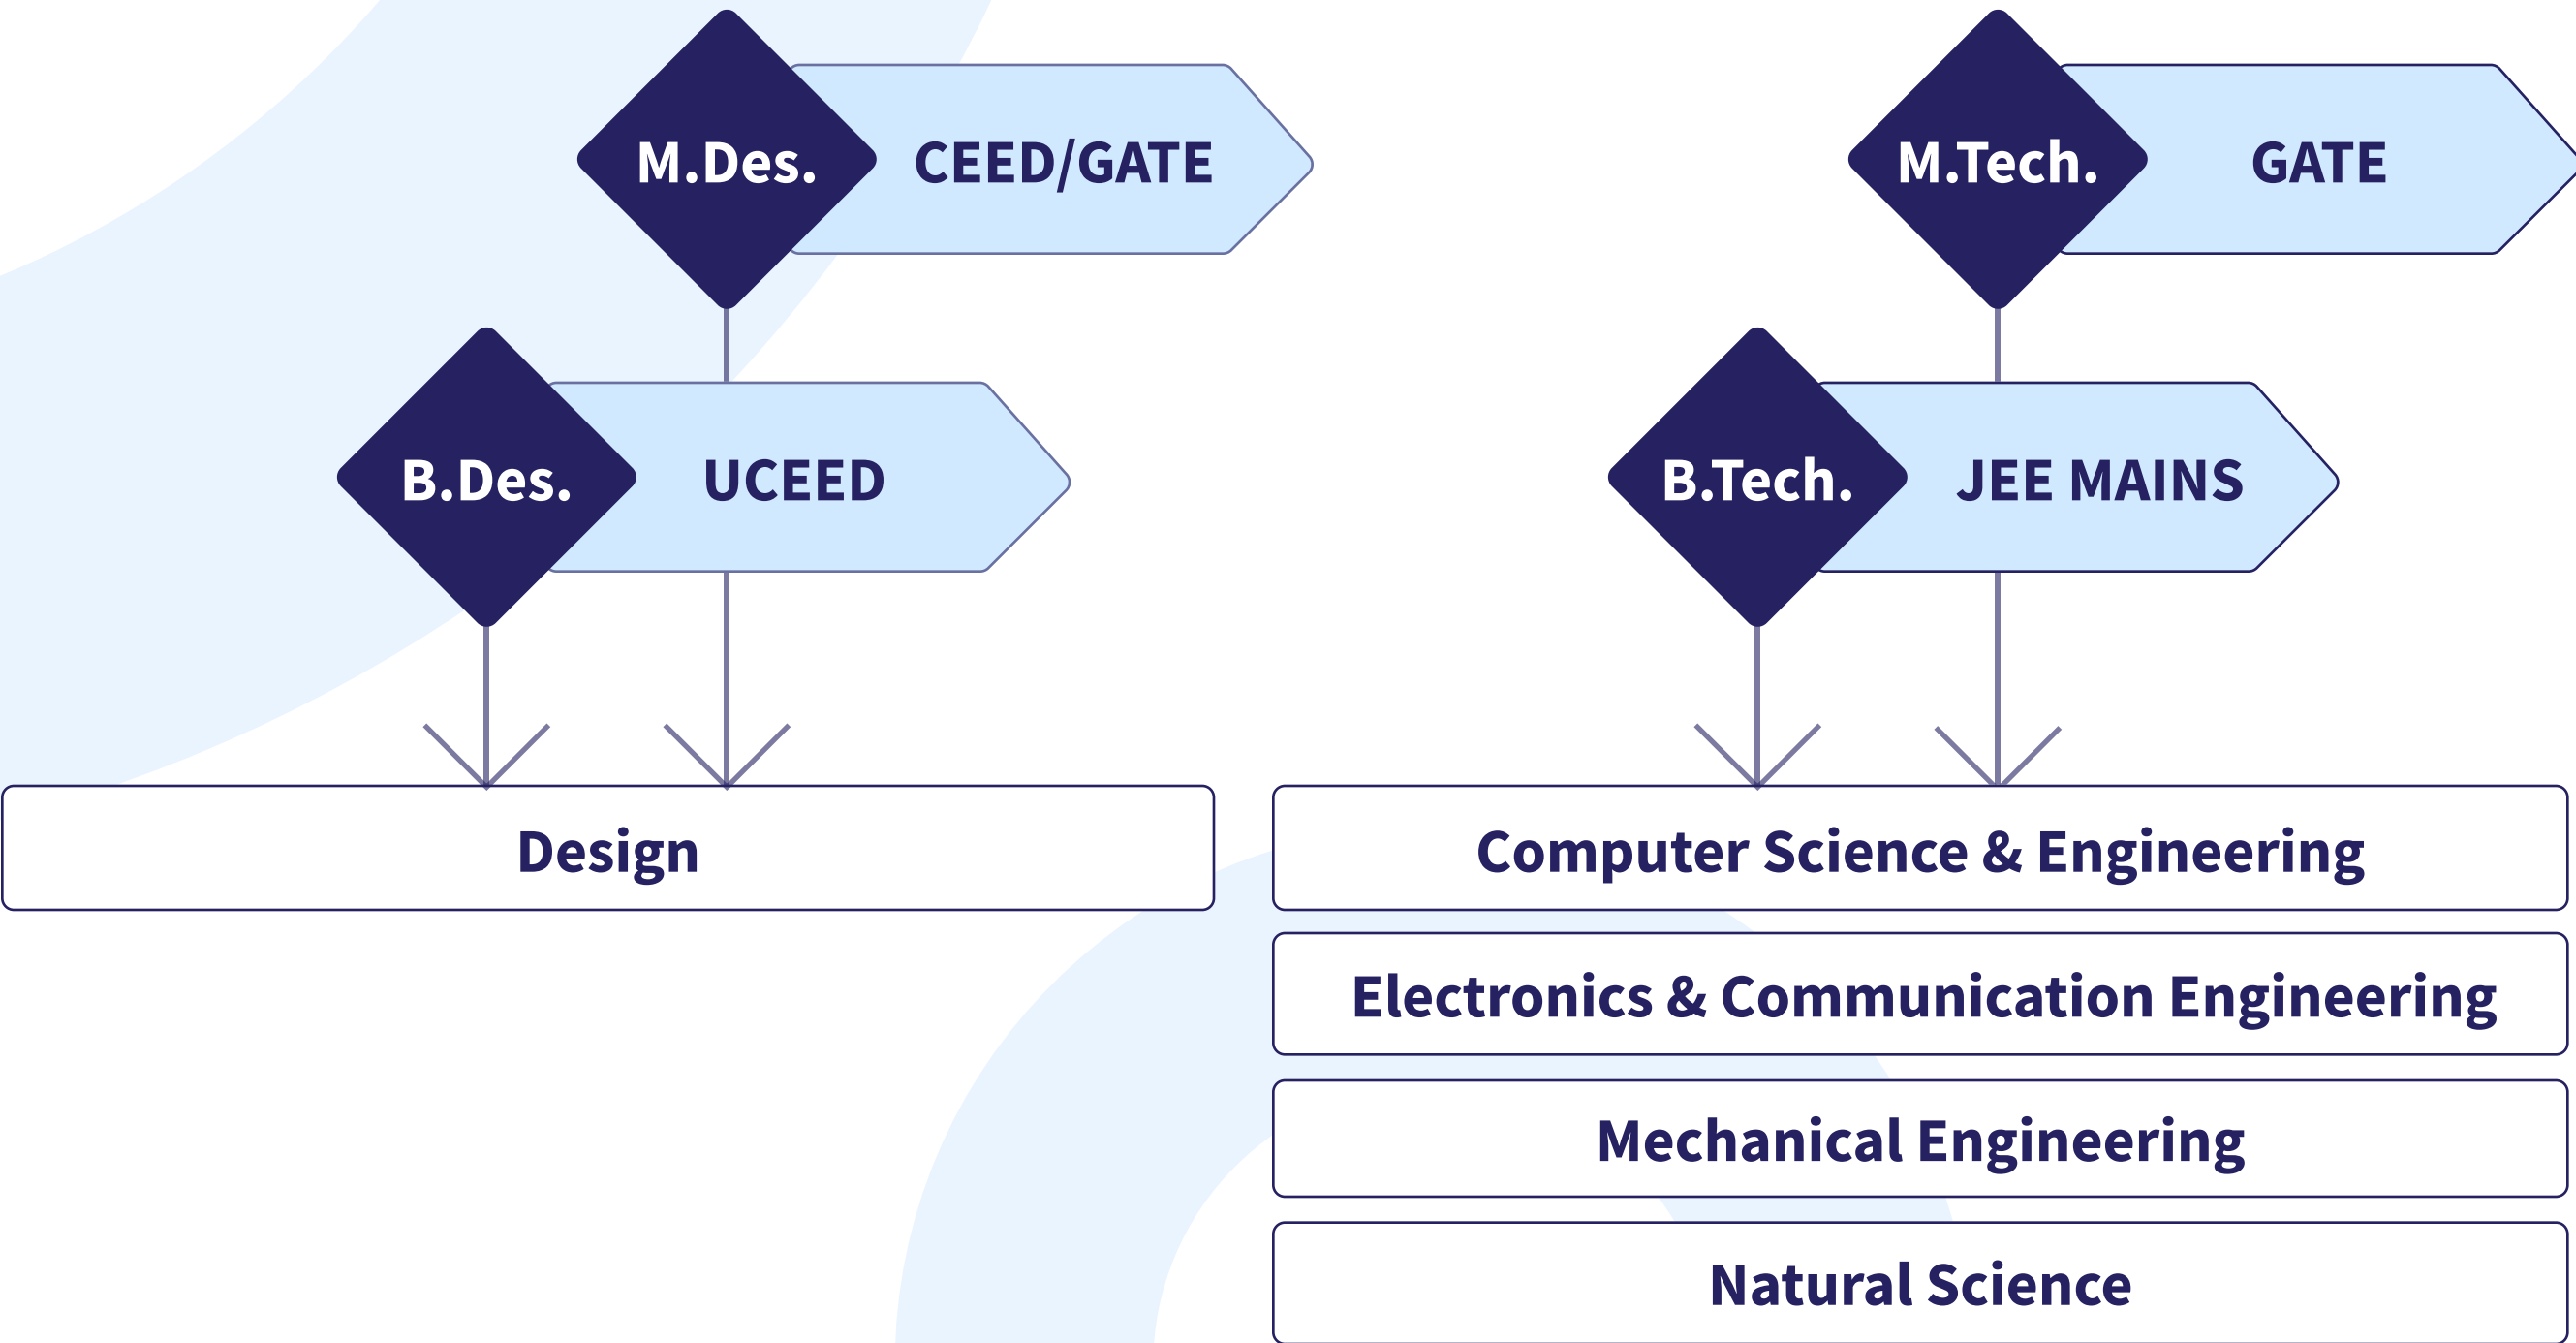 M.Des.
CEED/GATE
B.Des.
UCEED
Design
M.Tech.
GATE
B.Tech.
JEE MAINS
Computer Science & Engineering
Electronics & Communication Engineering
Mechanical Engineering
Natural Science